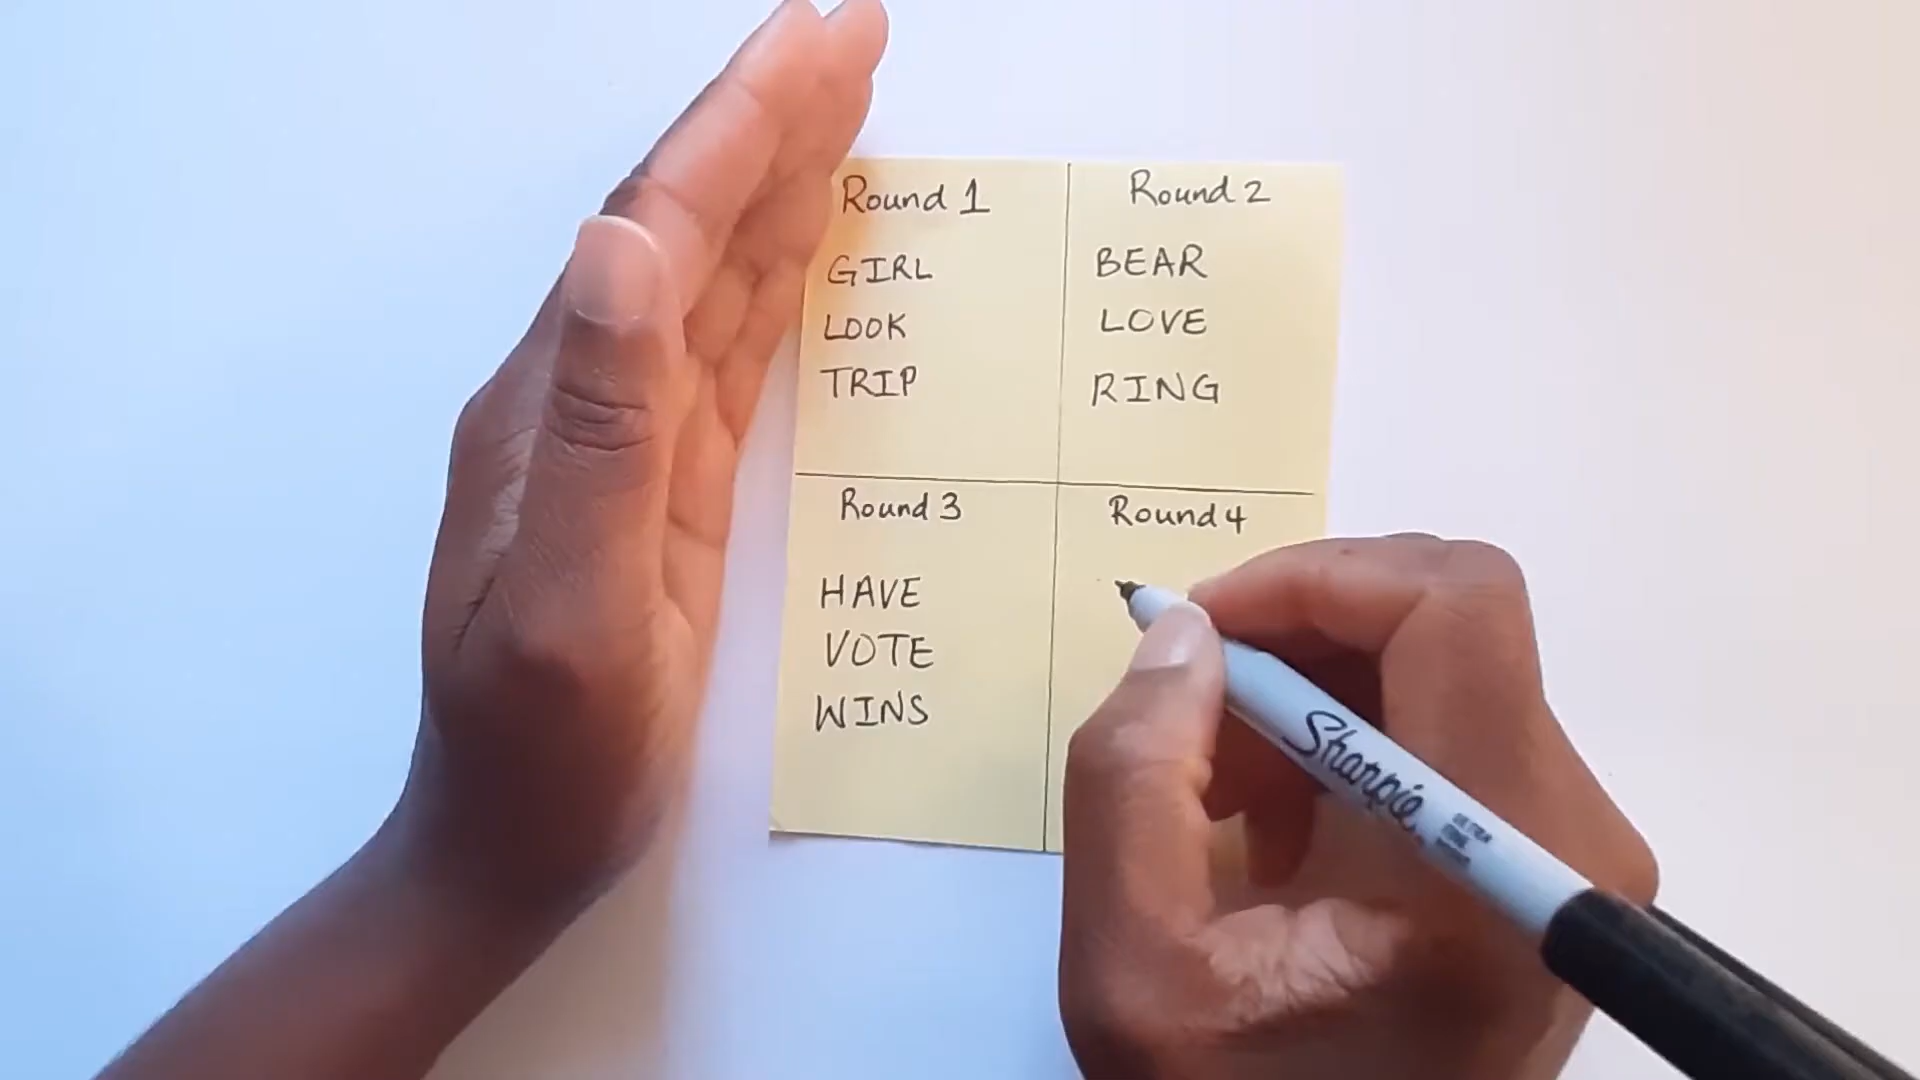 Round 1
GIRL
LOOK
TRIP
Round 2
BEAR
LOVE
RING
Round 3
HAVE
VOTE
WINS
Round 4
Sharpie